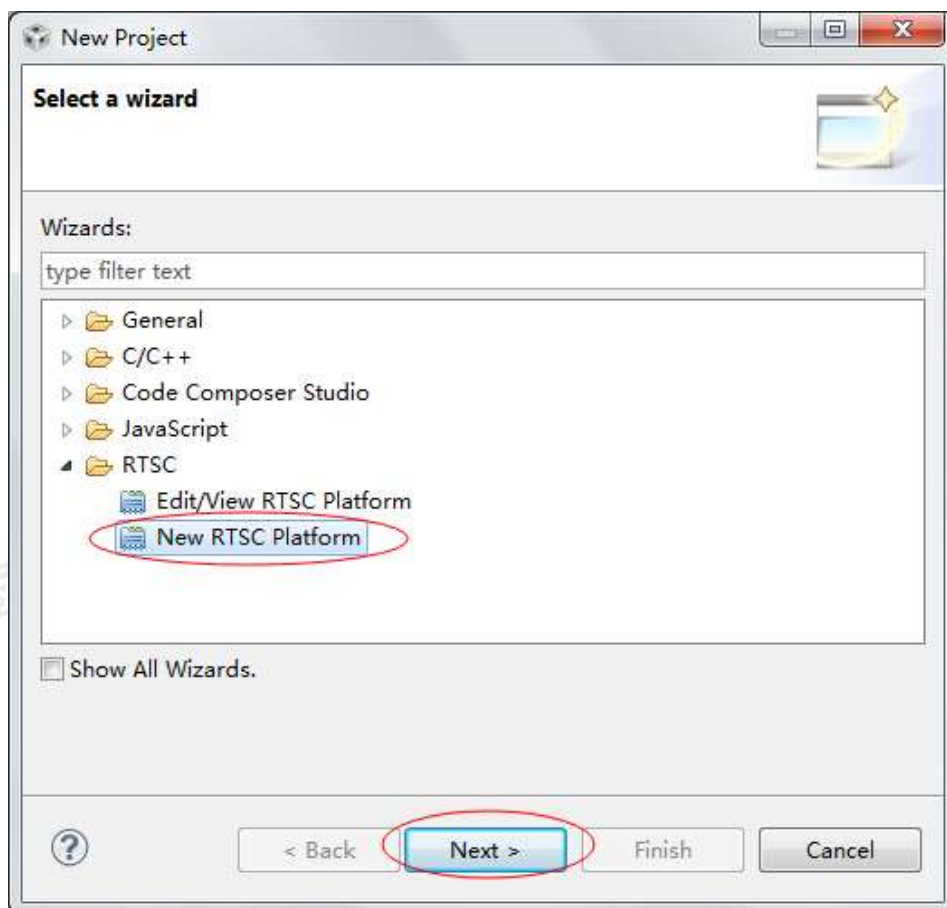 New Project
Select a wizard
Wizards:
type filter text
General
C/C++
Code Composer Studio
JavaScript
RTSC
Edit/View RTSC Platform
New RTSC Platform
Show All Wizards.
? < Back Next > Finish Cancel